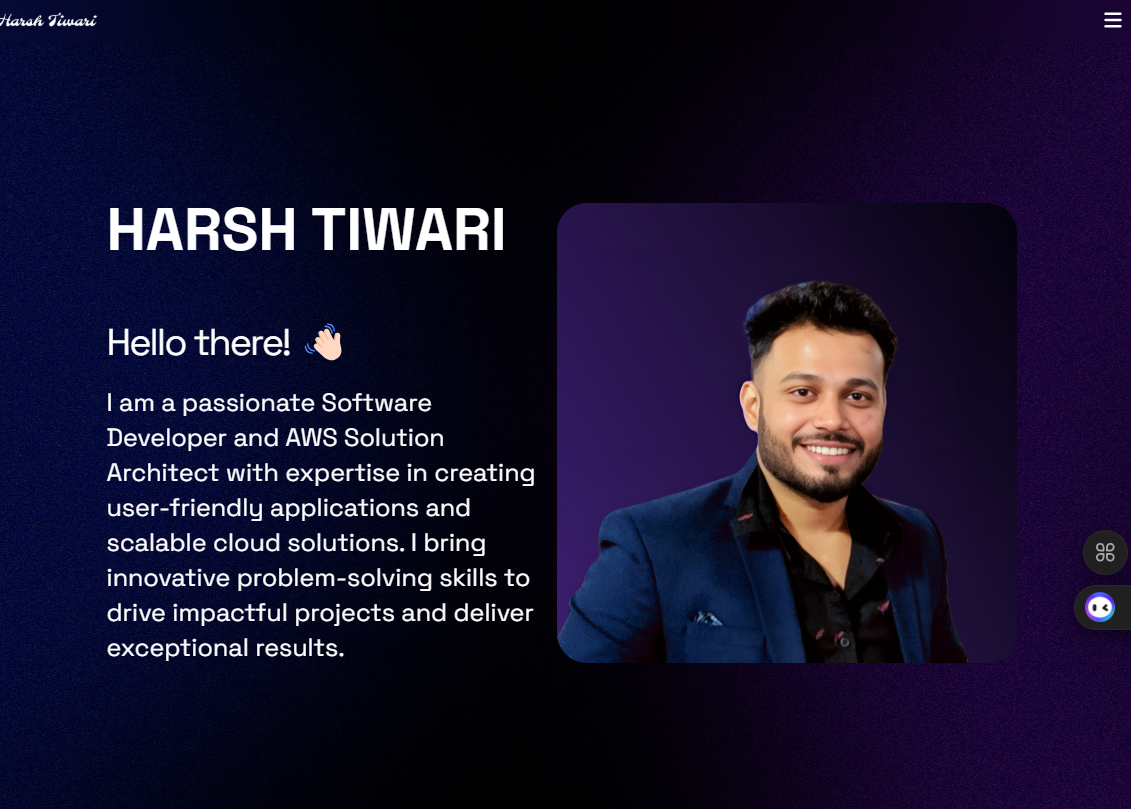 Harsh Tiwari
HARSH TIWARI
Hello there!
I am a passionate Software
Developer and AWS Solution
Architect with expertise in creating
user-friendly applications and
scalable cloud solutions. I bring
innovative problem-solving skills to
drive impactful projects and deliver
exceptional results.